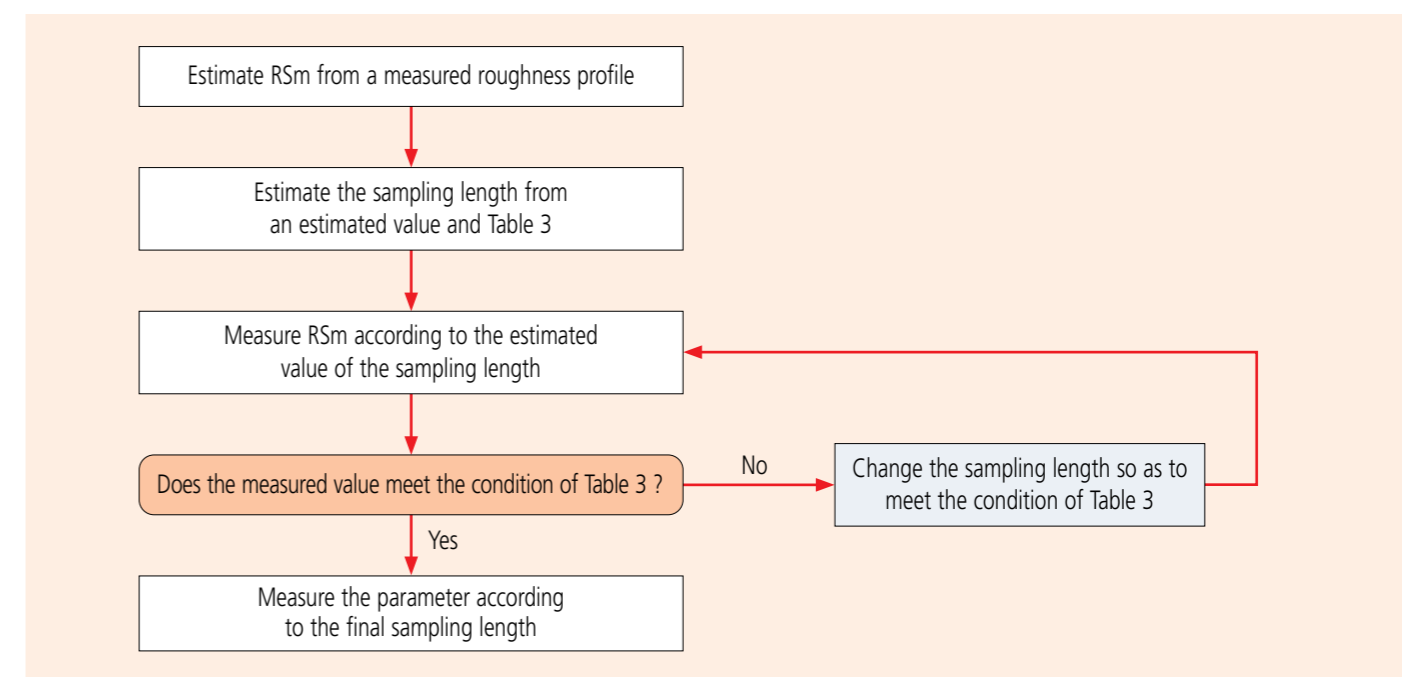 Estimate RSm from a measured roughness profile
Estimate the sampling length from
an estimated value and Table 3
Measure RSm according to the estimated
value of the sampling length
Does the measured value meet the condition of Table 3 ?
No
Change the sampling length so as to
meet the condition of Table 3
Yes
Measure the parameter according
to the final sampling length